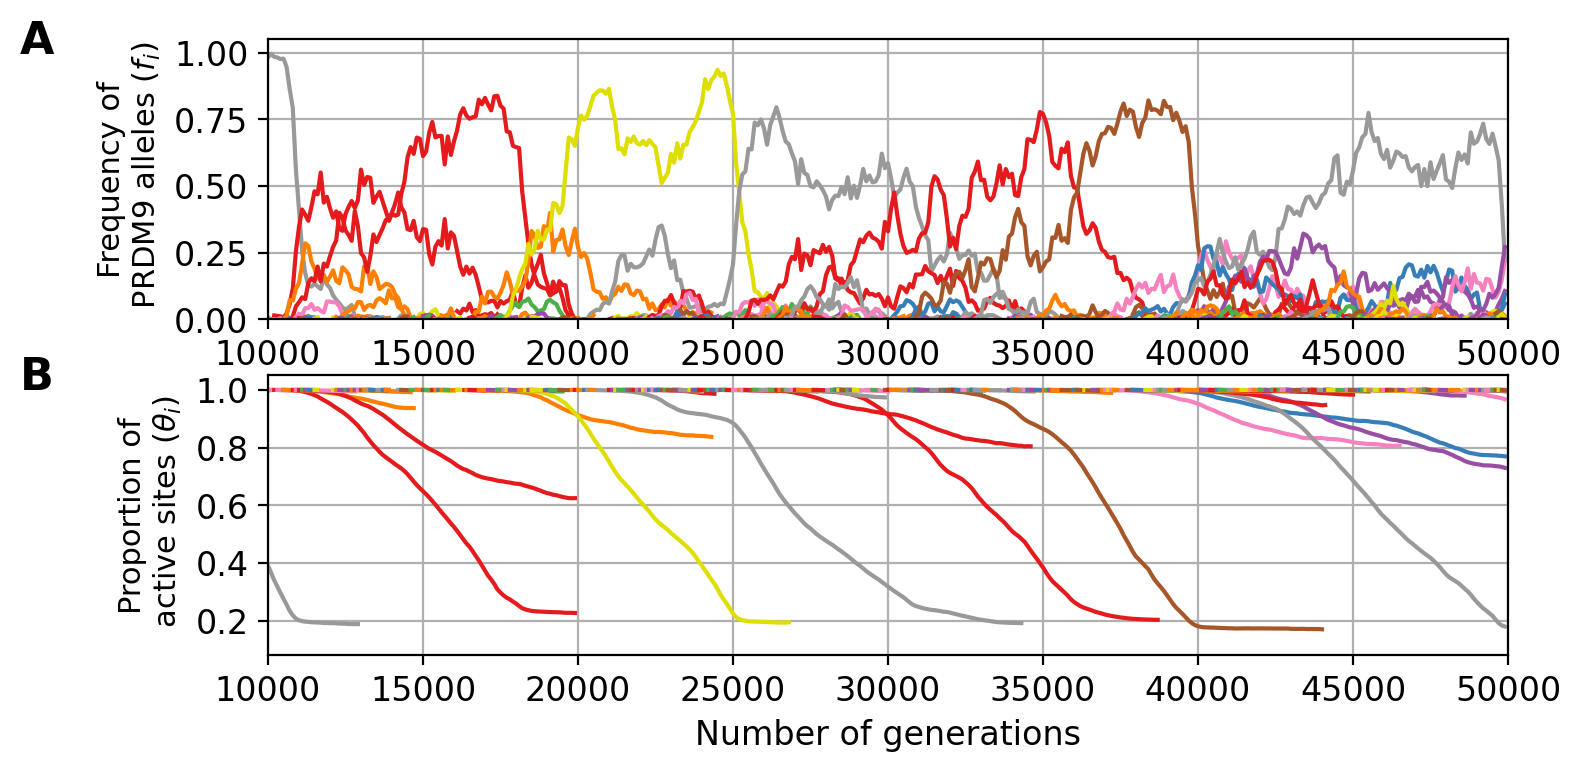 A
Frequency of
PRDM9 alleles (fᵢ)
1.00
0.75
0.50
0.25
0.00
10000 15000 20000 25000 30000 35000 40000 45000 50000
B
Proportion of
active sites (θᵢ)
1.0
0.8
0.6
0.4
0.2
10000 15000 20000 25000 30000 35000 40000 45000 50000
Number of generations